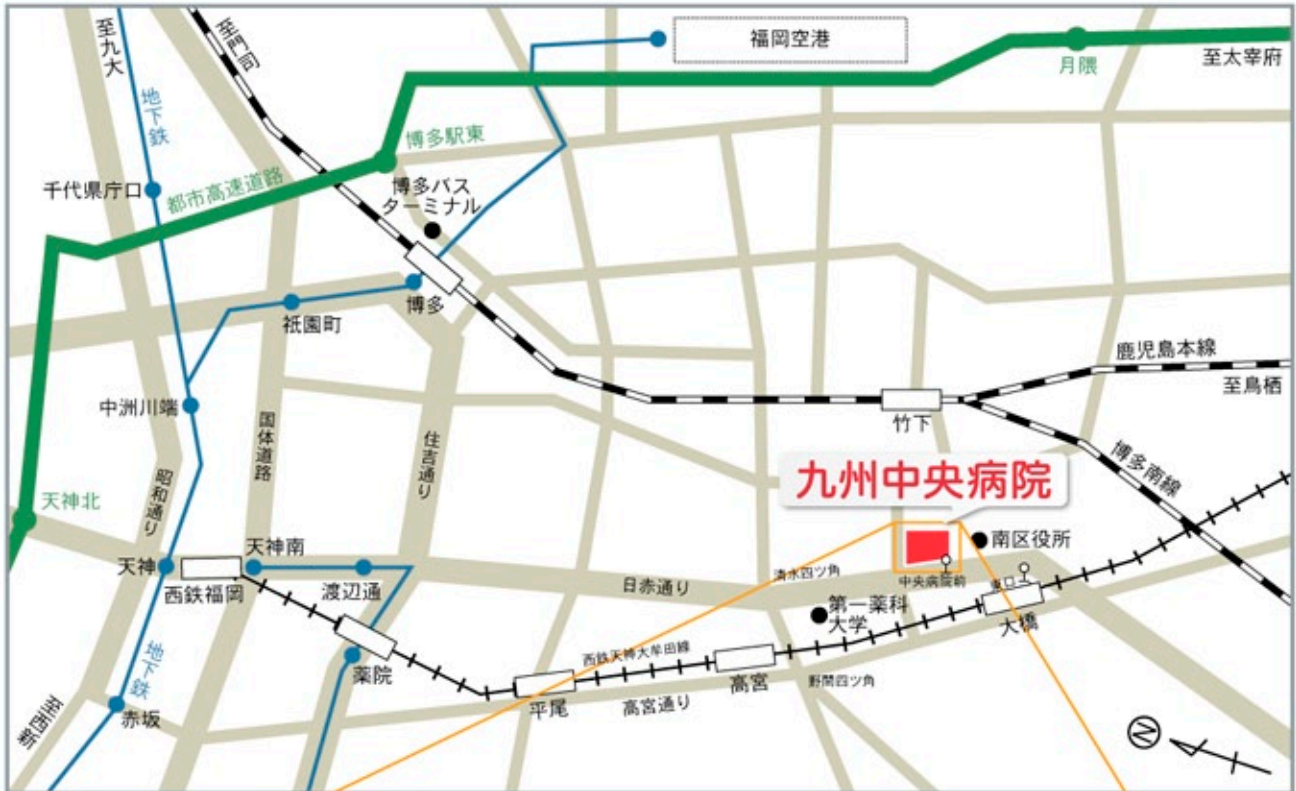 至九大
至門司
福岡空港
月隈
至太宰府
地下鉄
博多駅東
千代県庁口
都市高速道路
博多バス
ターミナル
博多
祇園町
鹿児島本線
至鳥栖
中洲川端
国体道路
住吉通り
竹下
昭和通り
九州中央病院
博多南線
天神北
天神
西鉄福岡
天神南
渡辺通
日赤通り
清水四ツ角
中央病院前
南区役所
東口
第一薬科
大学
大橋
西鉄天神大牟田線
薬院
地下鉄
平尾
高宮
高宮通り
野間四ツ角
赤坂
至西新
N